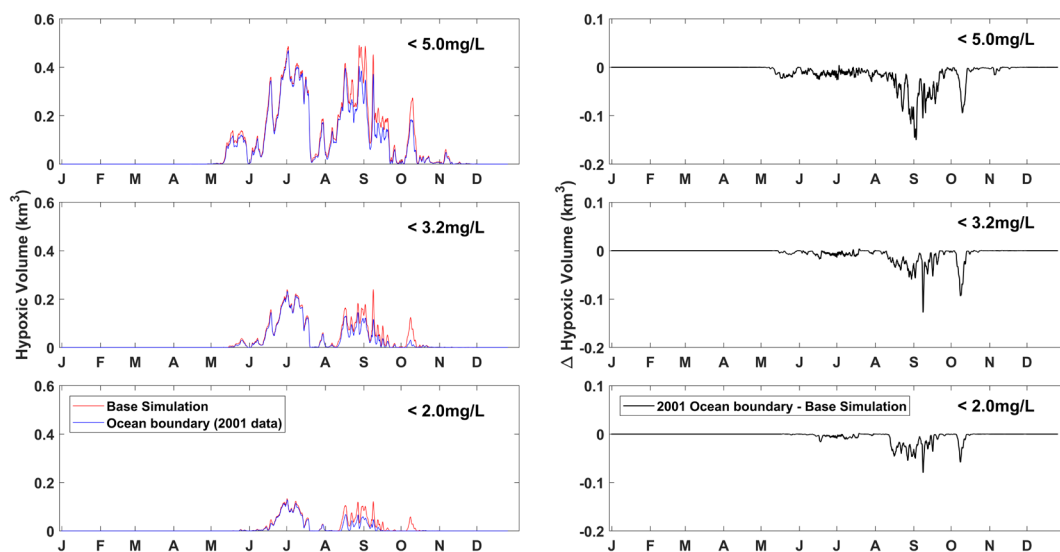 0.6
0.4
0.2
0
< 5.0mg/L
J F M A M J J A S O N D
0.6
0.4
0.2
0
< 3.2mg/L
J F M A M J J A S O N D
0.6
0.4
0.2
0
< 2.0mg/L
Base Simulation
Ocean boundary (2001 data)
J F M A M J J A S O N D
Hypoxic Volume (km³)
0.1
0
-0.1
-0.2
< 5.0mg/L
J F M A M J J A S O N D
0.1
0
-0.1
-0.2
< 3.2mg/L
J F M A M J J A S O N D
0.1
0
-0.1
-0.2
< 2.0mg/L
2001 Ocean boundary - Base Simulation
J F M A M J J A S O N D
△ Hypoxic Volume (km³)